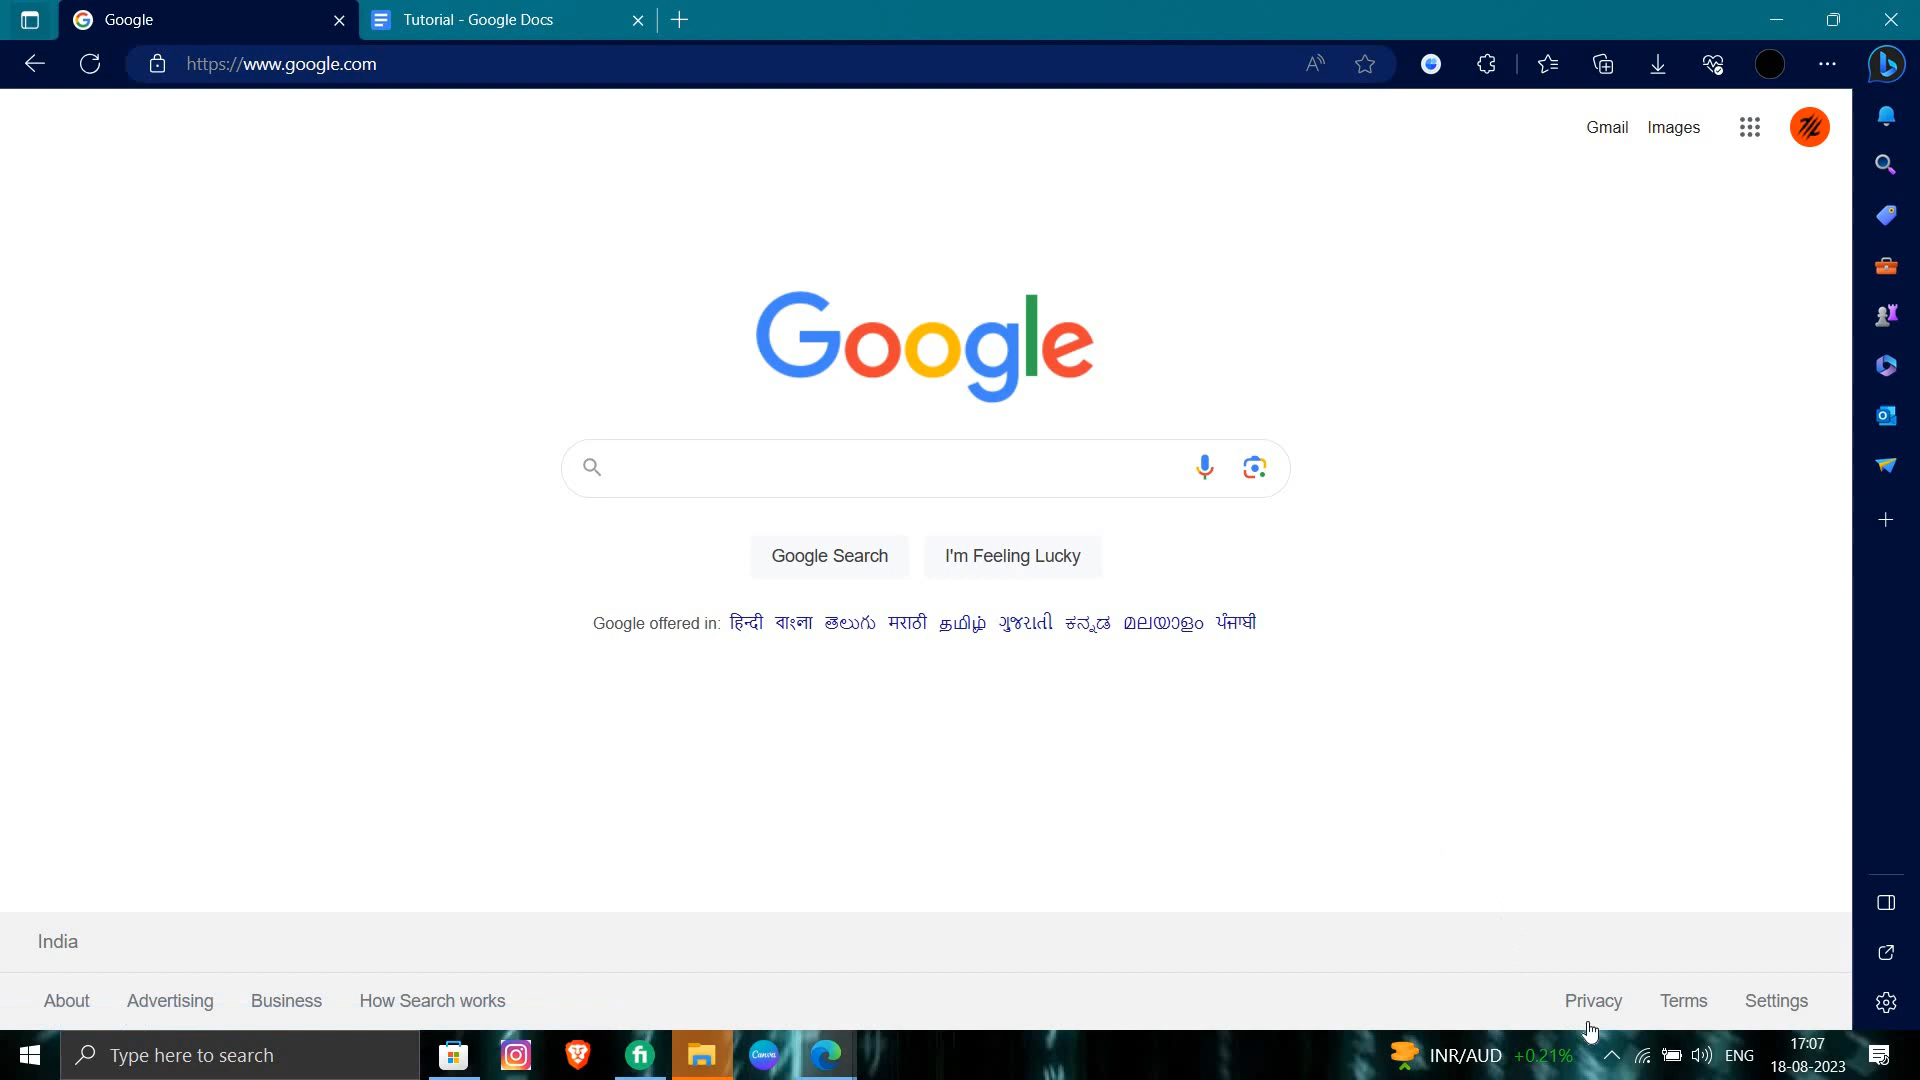 Google
Tutorial - Google Docs
https://www.google.com
Gmail Images
Google
Google Search I'm Feeling Lucky
Google offered in: हिन्दी বাংলা తెలుగు मराठी தமிழ் ગુજરાતી ಕನ್ನಡ മലയാളം ਪੰਜਾਬੀ
India
About Advertising Business How Search works Privacy Terms Settings
Type here to search
Canva
INR/AUD +0.21%
ENG
17:07
18-08-2023